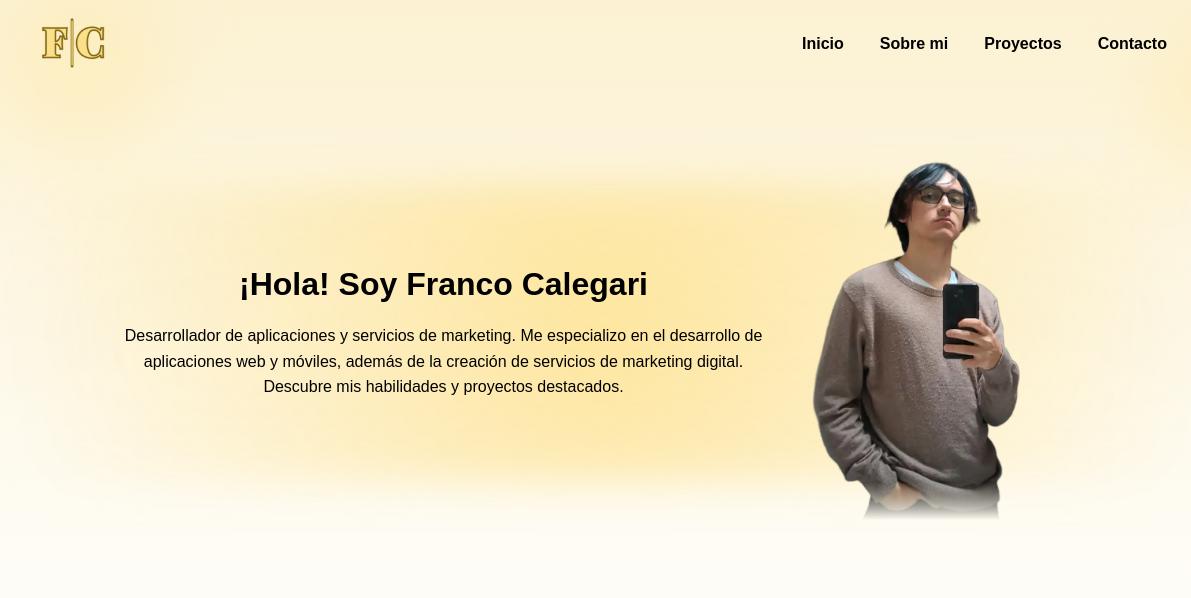 F|C
Inicio Sobre mi Proyectos Contacto
¡Hola! Soy Franco Calegari
Desarrollador de aplicaciones y servicios de marketing. Me especializo en el desarrollo de
aplicaciones web y móviles, además de la creación de servicios de marketing digital.
Descubre mis habilidades y proyectos destacados.